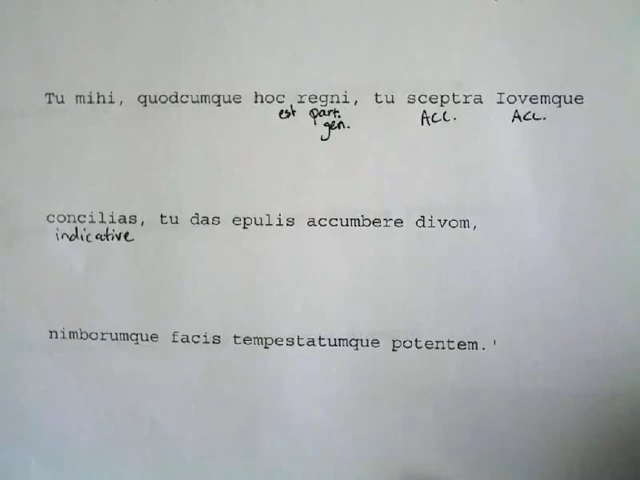 Tu mihi, quodcumque hoc regni, tu sceptra Iovemque
est part. gen. ACC. ACC.
concilias, tu das epulis accumbere divom,
indicative
nimborumque facis tempestatumque potentem.'